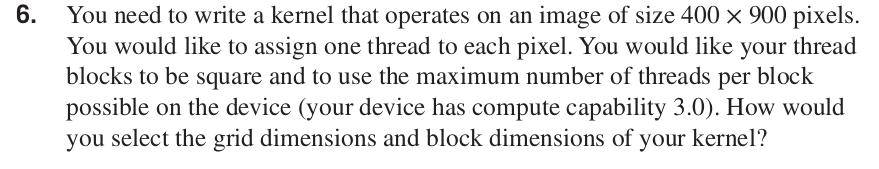 6. You need to write a kernel that operates on an image of size 400 × 900 pixels.
You would like to assign one thread to each pixel. You would like your thread
blocks to be square and to use the maximum number of threads per block
possible on the device (your device has compute capability 3.0). How would
you select the grid dimensions and block dimensions of your kernel?